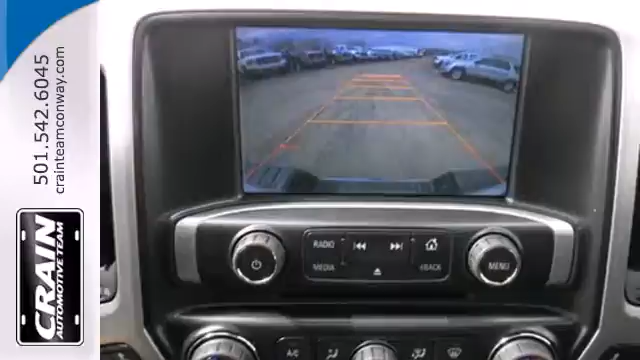 501.542.6045
crainteamconway.com
CRAIN
AUTOMOTIVE TEAM
RADIO
MEDIA
BACK
MENU
A/C